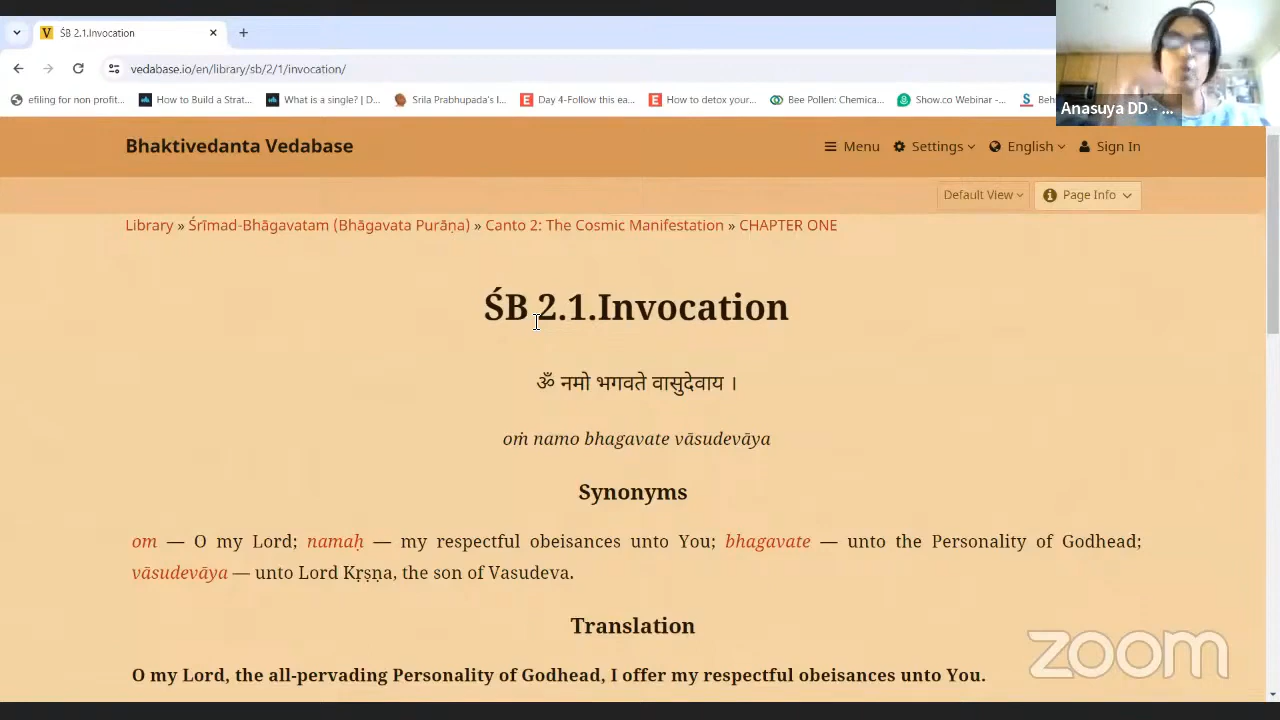 ŚB 2.1.Invocation
vedabase.io/en/library/sb/2/1/invocation/
efiling for non profit... How to Build a Strat... What is a single? D... Srila Prabhupada's I... Day 4-Follow this ea... How to detox your... Bee Pollen: Chemica... Show.co Webinar -... Beh
Anasuya DD - ...
Bhaktivedanta Vedabase Menu Settings English Sign In
Default View Page Info
Library » Śrīmad-Bhāgavatam (Bhāgavata Purāṇa) » Canto 2: The Cosmic Manifestation » CHAPTER ONE
ŚB 2.1.Invocation
ॐ नमो भगवते वासुदेवाय ।
oṁ namo bhagavate vāsudevāya
Synonyms
om — O my Lord; namaḥ — my respectful obeisances unto You; bhagavate — unto the Personality of Godhead;
vāsudevāya — unto Lord Kṛṣṇa, the son of Vasudeva.
Translation
O my Lord, the all-pervading Personality of Godhead, I offer my respectful obeisances unto You.
zoom